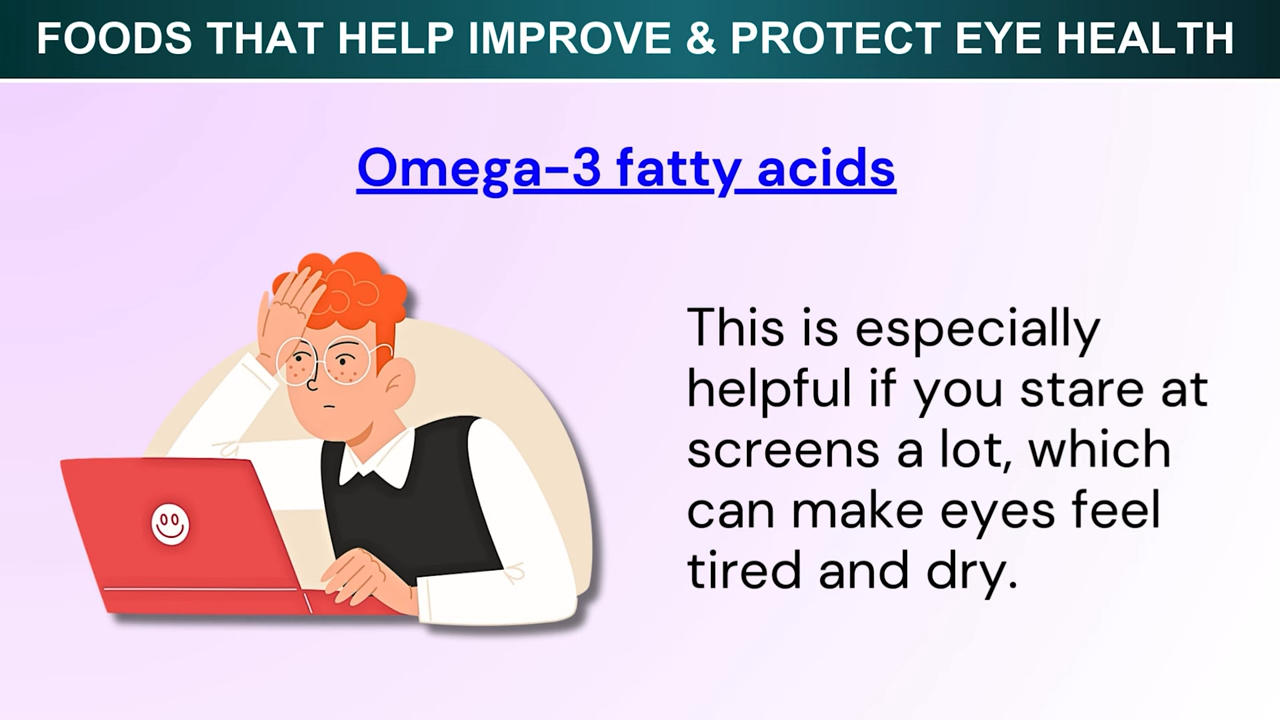 FOODS THAT HELP IMPROVE & PROTECT EYE HEALTH
Omega-3 fatty acids
This is especially
helpful if you stare at
screens a lot, which
can make eyes feel
tired and dry.